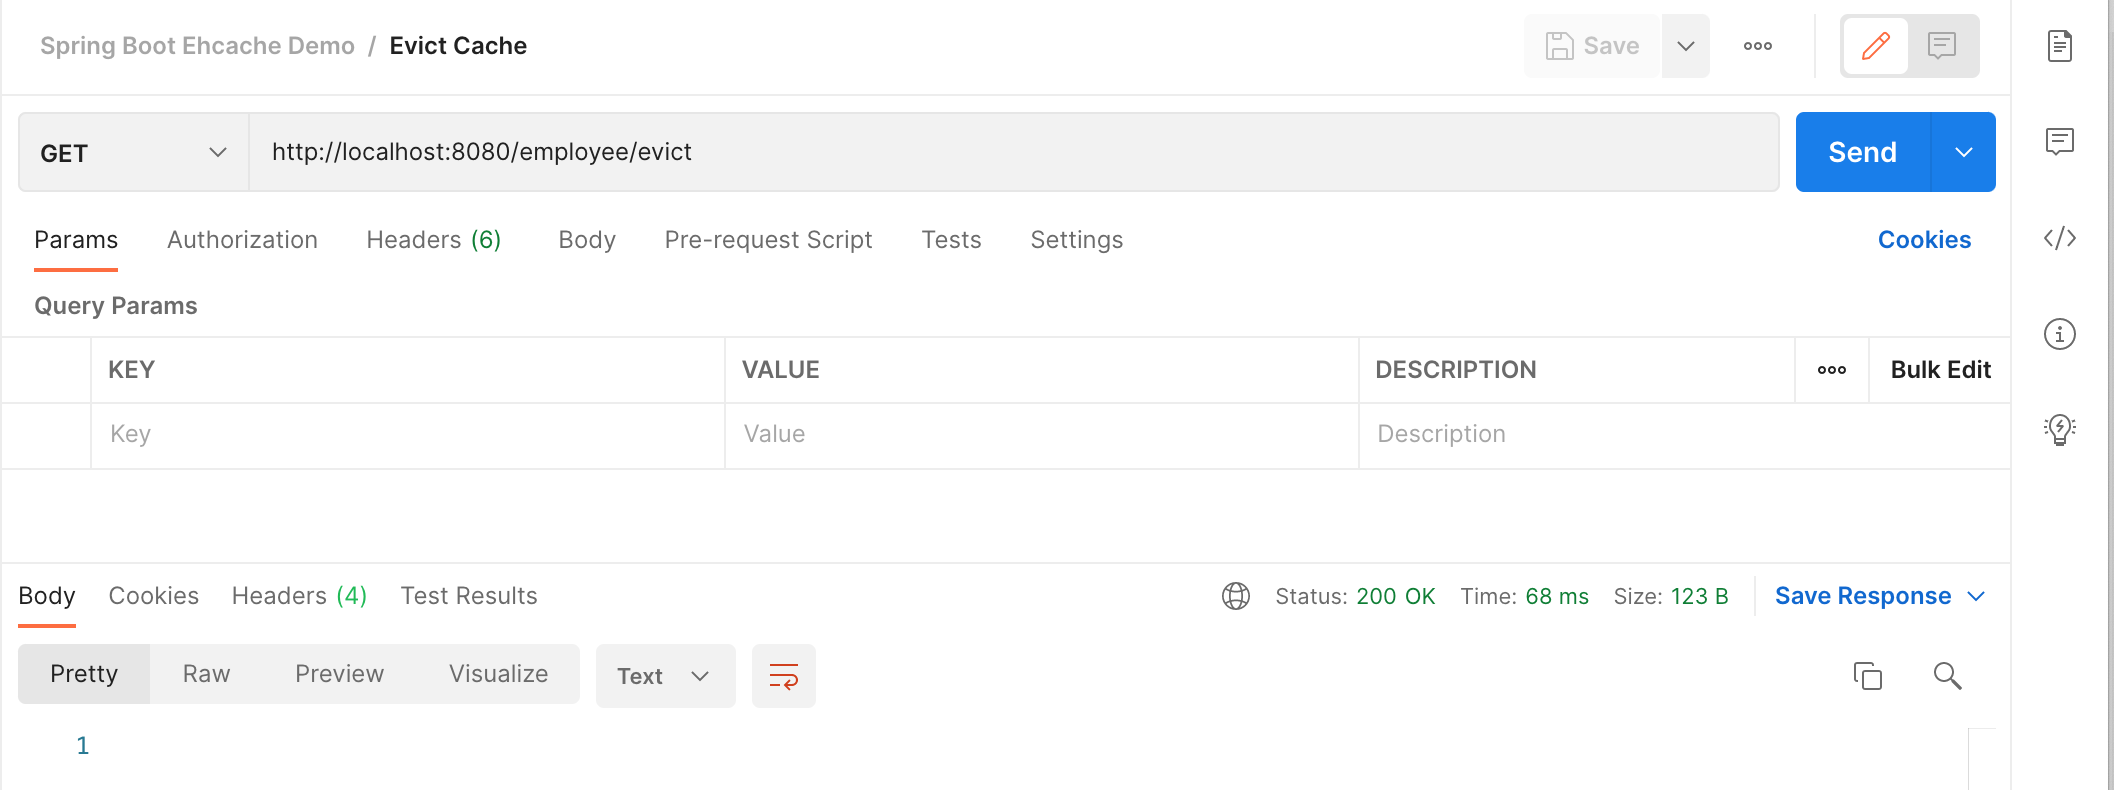 Spring Boot Ehcache Demo / Evict Cache Save
GET http://localhost:8080/employee/evict Send
Params Authorization Headers (6) Body Pre-request Script Tests Settings Cookies
Query Params
KEY VALUE DESCRIPTION Bulk Edit
Key Value Description
Body Cookies Headers (4) Test Results Status: 200 OK Time: 68 ms Size: 123 B Save Response
Pretty Raw Preview Visualize Text
1